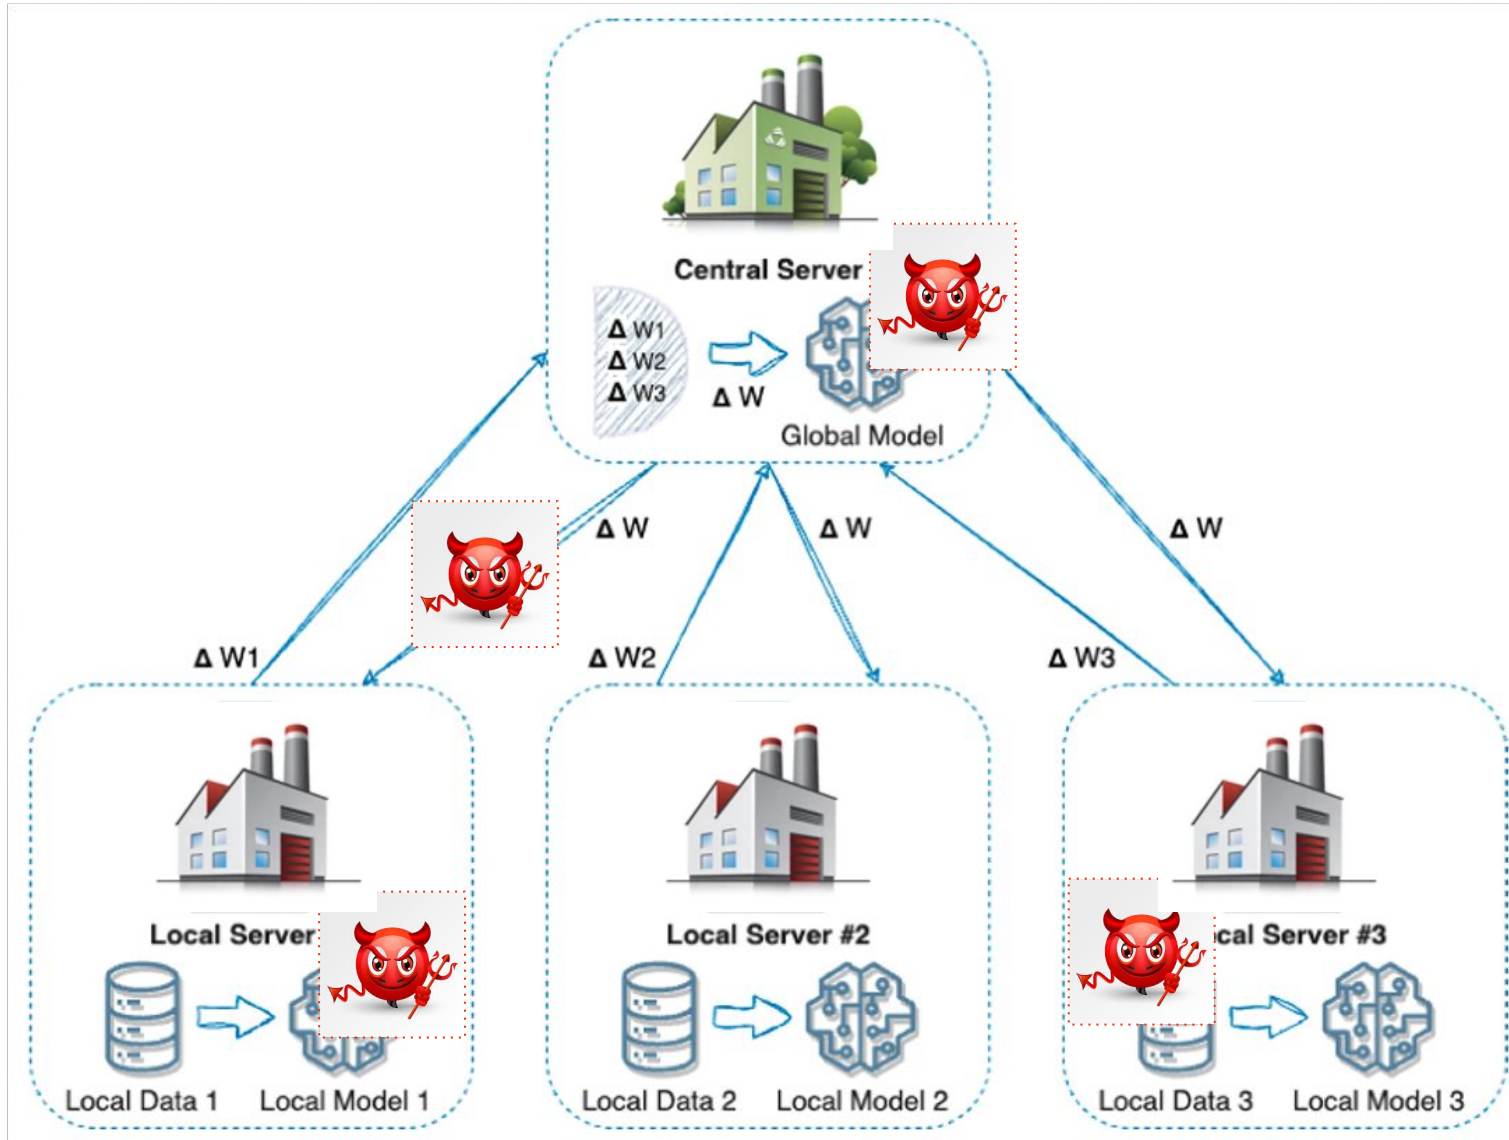 Central Server
Δ W1
Δ W2
Δ W3
Δ W
Global Model
Δ W
Δ W
Δ W
Δ W1
Δ W2
Δ W3
Local Server
Local Server #2
cal Server #3
Local Data 1
Local Model 1
Local Data 2
Local Model 2
Local Data 3
Local Model 3